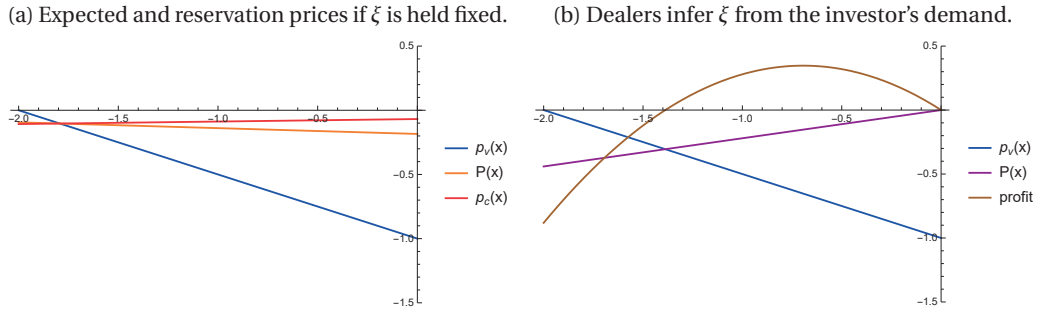 (a) Expected and reservation prices if ξ is held fixed.
0.5
-2.0 -1.5 -1.0 -0.5
-0.5
-1.0
-1.5
pᵥ(x)
P(x)
p_c(x)
(b) Dealers infer ξ from the investor's demand.
0.5
-2.0 -1.5 -1.0 -0.5
-0.5
-1.0
-1.5
pᵥ(x)
P(x)
profit